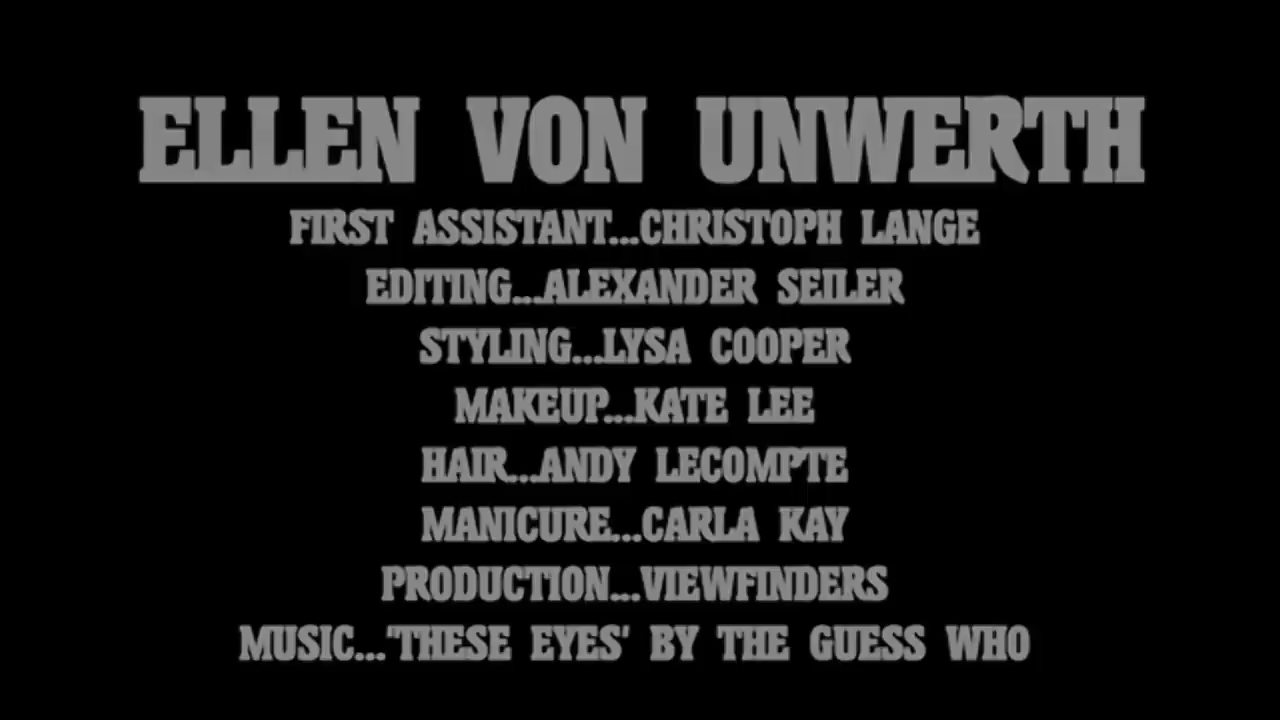 ELLEN VON UNWERTH
FIRST ASSISTANT...CHRISTOPH LANGE
EDITING...ALEXANDER SEILER
STYLING...LYSA COOPER
MAKEUP...KATE LEE
HAIR...ANDY LECOMPTE
MANICURE...CARLA KAY
PRODUCTION...VIEWFINDERS
MUSIC...'THESE EYES' BY THE GUESS WHO